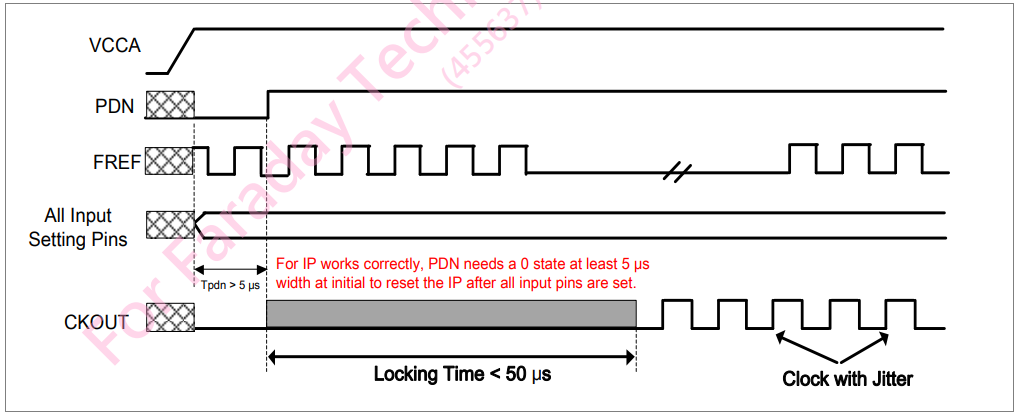 VCCA
PDN
FREF
All Input
Setting Pins
Tpdn > 5 µs
For IP works correctly, PDN needs a 0 state at least 5 µs
width at initial to reset the IP after all input pins are set.
CKOUT
Locking Time < 50 µs
Clock with Jitter
For Faraday Tech
(455637)